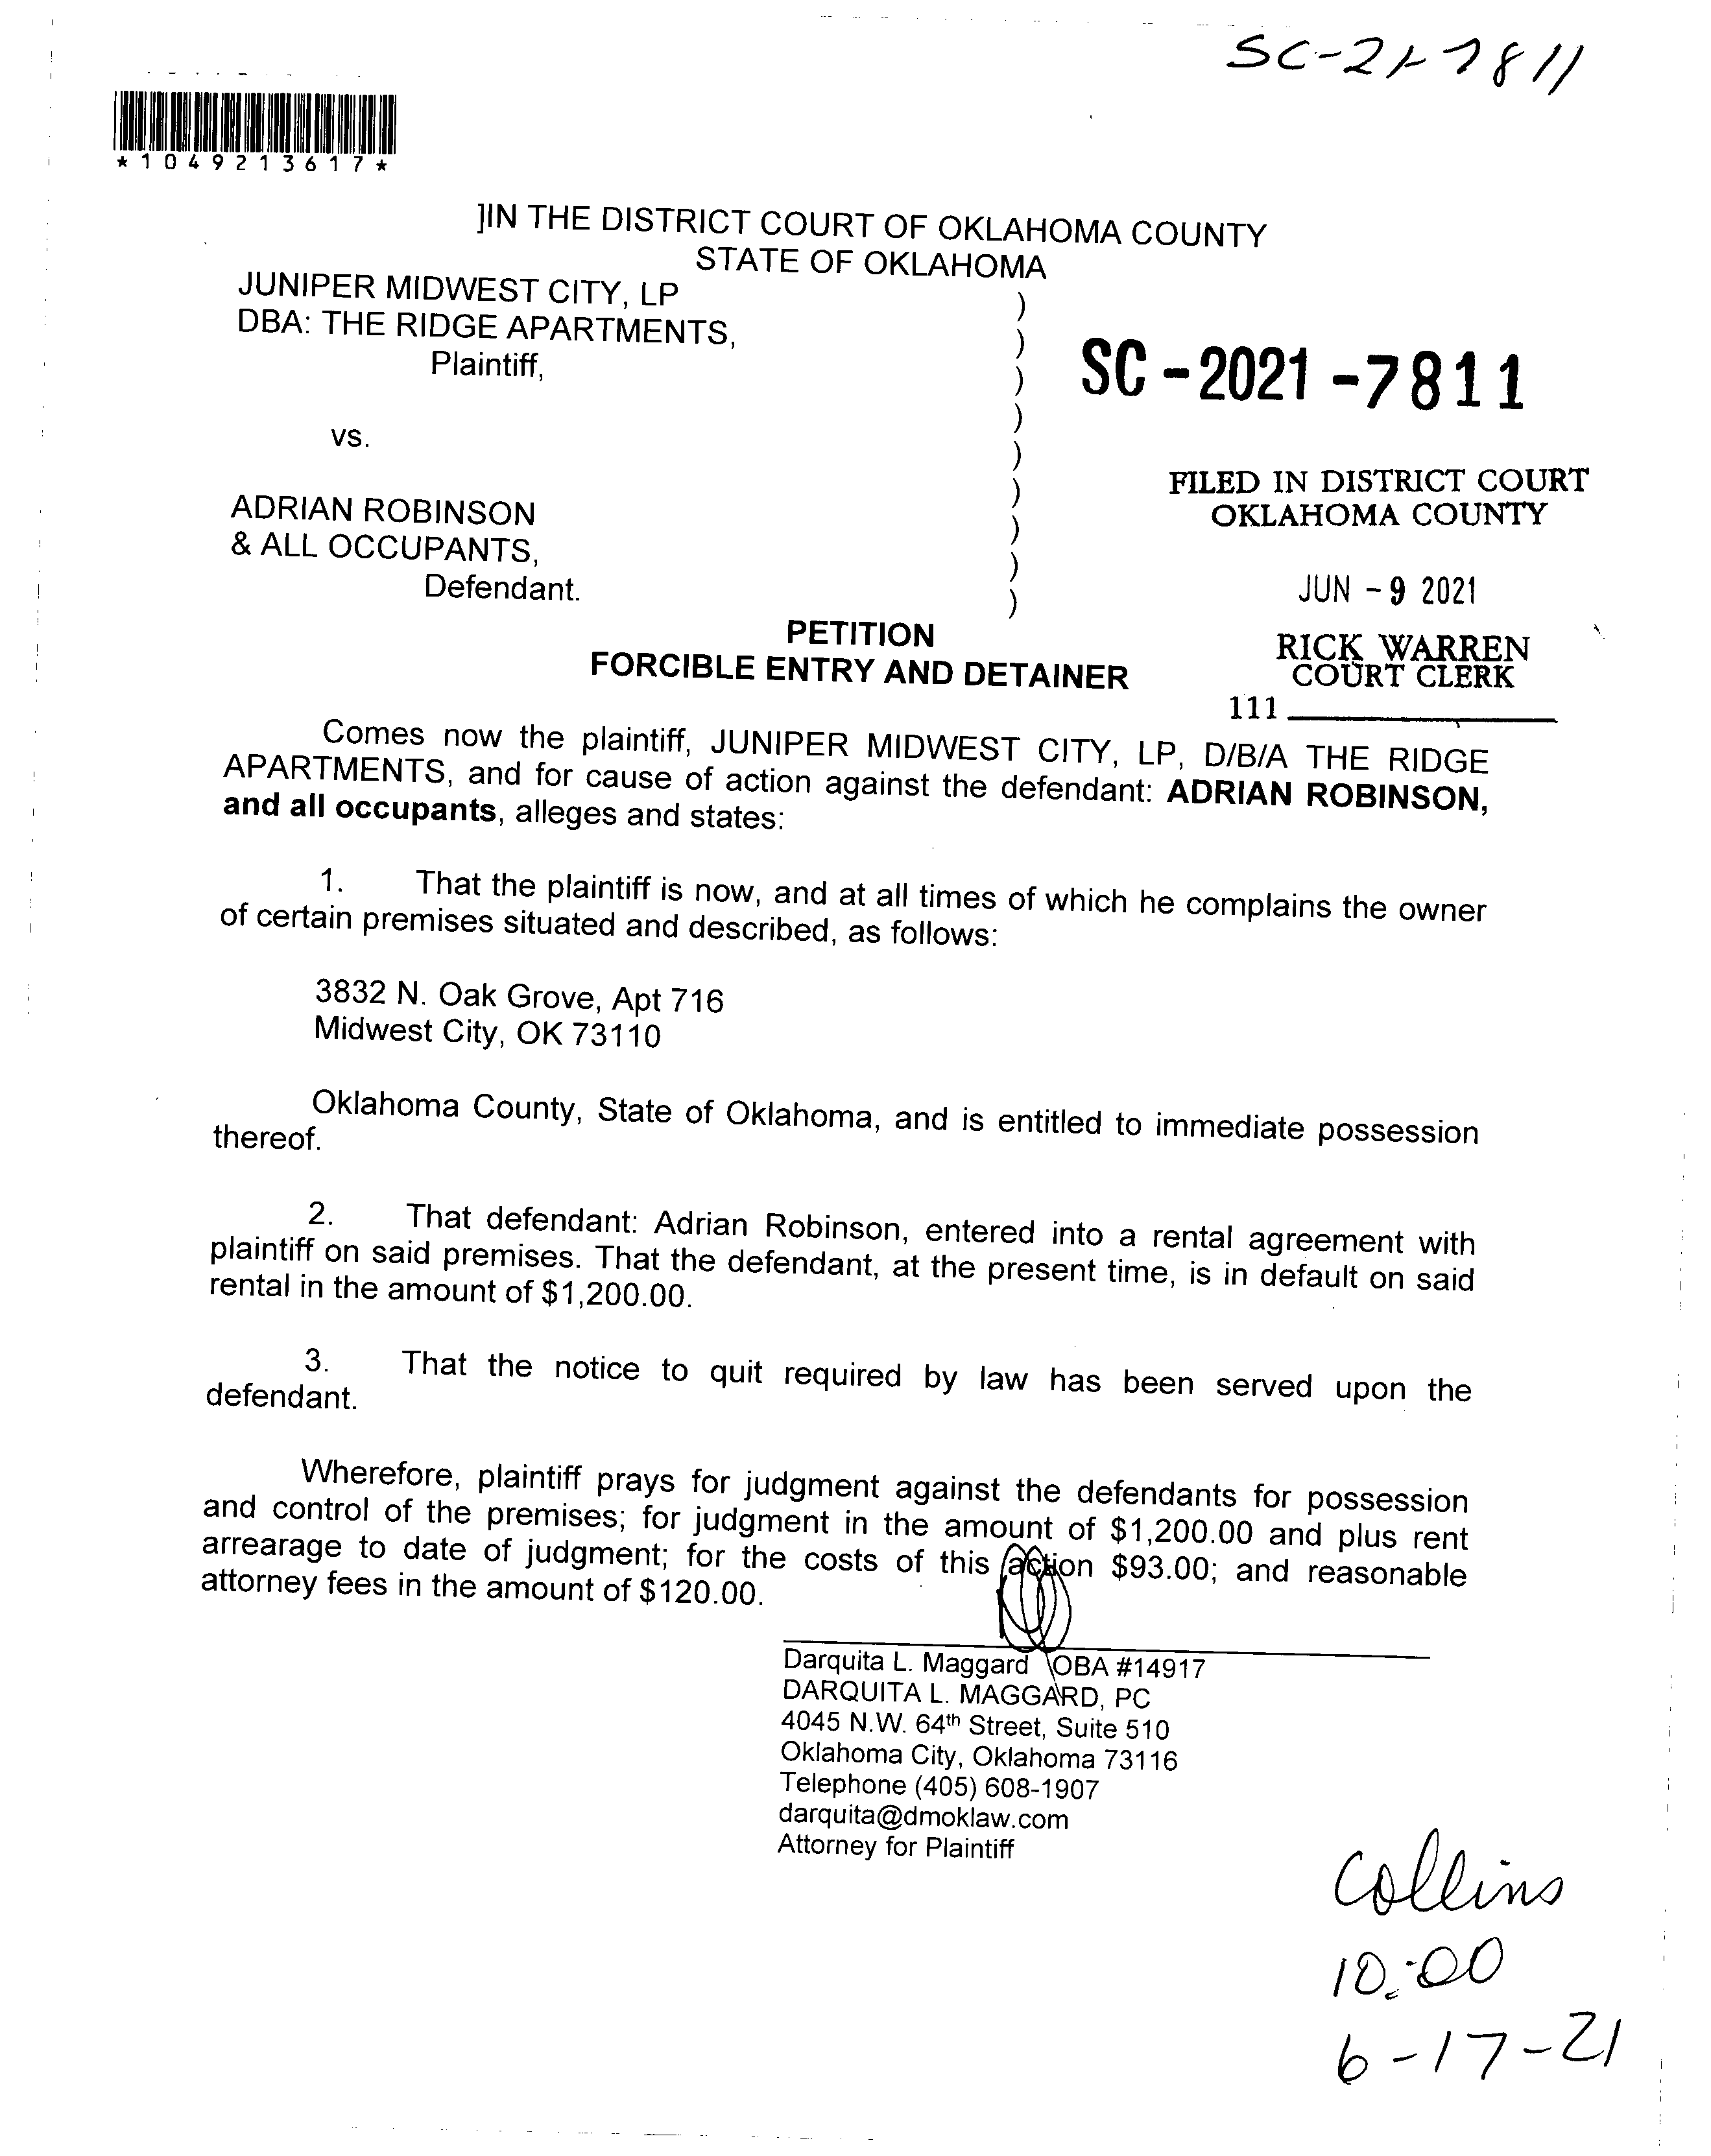 SC-21-7811
*1049213617*
]IN THE DISTRICT COURT OF OKLAHOMA COUNTY
STATE OF OKLAHOMA
JUNIPER MIDWEST CITY, LP )
DBA: THE RIDGE APARTMENTS, )
Plaintiff, )
)
vs. )
)
ADRIAN ROBINSON )
& ALL OCCUPANTS, )
Defendant. )
SC-2021-7811
FILED IN DISTRICT COURT
OKLAHOMA COUNTY
JUN - 9 2021
RICK WARREN
COURT CLERK
111
PETITION
FORCIBLE ENTRY AND DETAINER
Comes now the plaintiff, JUNIPER MIDWEST CITY, LP, D/B/A THE RIDGE
APARTMENTS, and for cause of action against the defendant: ADRIAN ROBINSON,
and all occupants, alleges and states:
1. That the plaintiff is now, and at all times of which he complains the owner
of certain premises situated and described, as follows:
3832 N. Oak Grove, Apt 716
Midwest City, OK 73110
Oklahoma County, State of Oklahoma, and is entitled to immediate possession
thereof.
2. That defendant: Adrian Robinson, entered into a rental agreement with
plaintiff on said premises. That the defendant, at the present time, is in default on said
rental in the amount of $1,200.00.
3. That the notice to quit required by law has been served upon the
defendant.
Wherefore, plaintiff prays for judgment against the defendants for possession
and control of the premises; for judgment in the amount of $1,200.00 and plus rent
arrearage to date of judgment; for the costs of this action $93.00; and reasonable
attorney fees in the amount of $120.00.
Darquita L. Maggard OBA #14917
DARQUITA L. MAGGARD, PC
4045 N.W. 64th Street, Suite 510
Oklahoma City, Oklahoma 73116
Telephone (405) 608-1907
darquita@dmoklaw.com
Attorney for Plaintiff
Collins
10:00
6-17-21